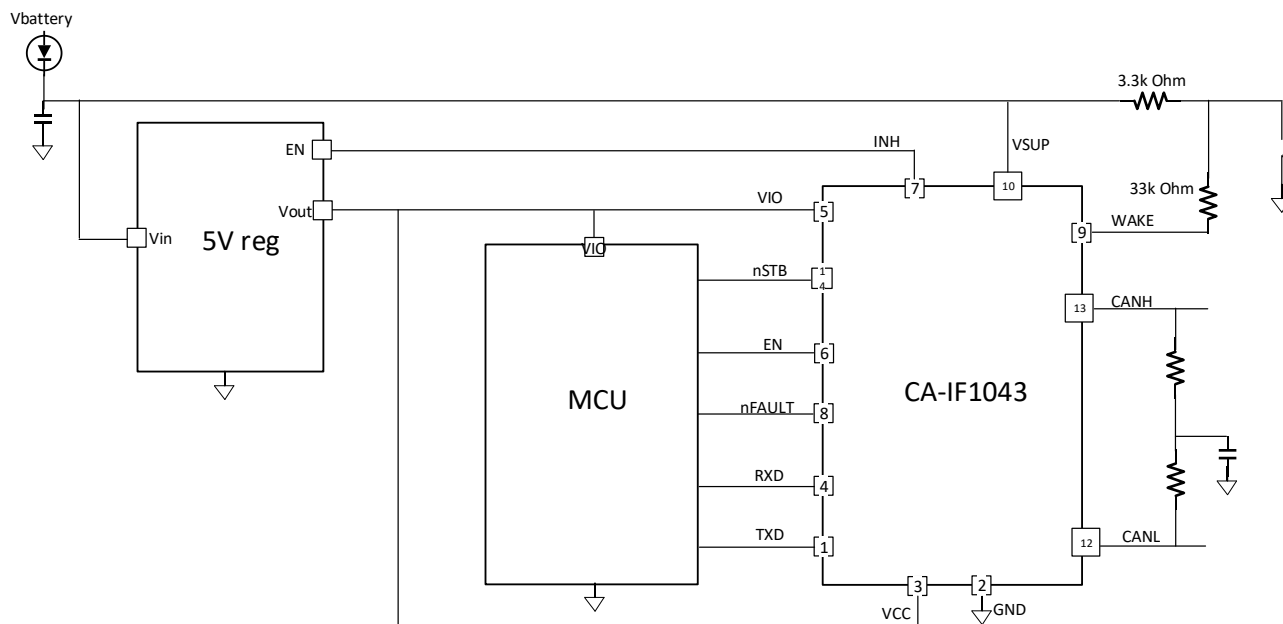 Vbattery
3.3k Ohm
EN
INH
VSUP
7
10
33k Ohm
Vout
VIO
5
9
WAKE
Vin
5V reg
VIO
nSTB
1
4
13
CANH
EN
6
MCU
CA-IF1043
nFAULT
8
RXD
4
TXD
1
12
CANL
3
2
VCC
GND